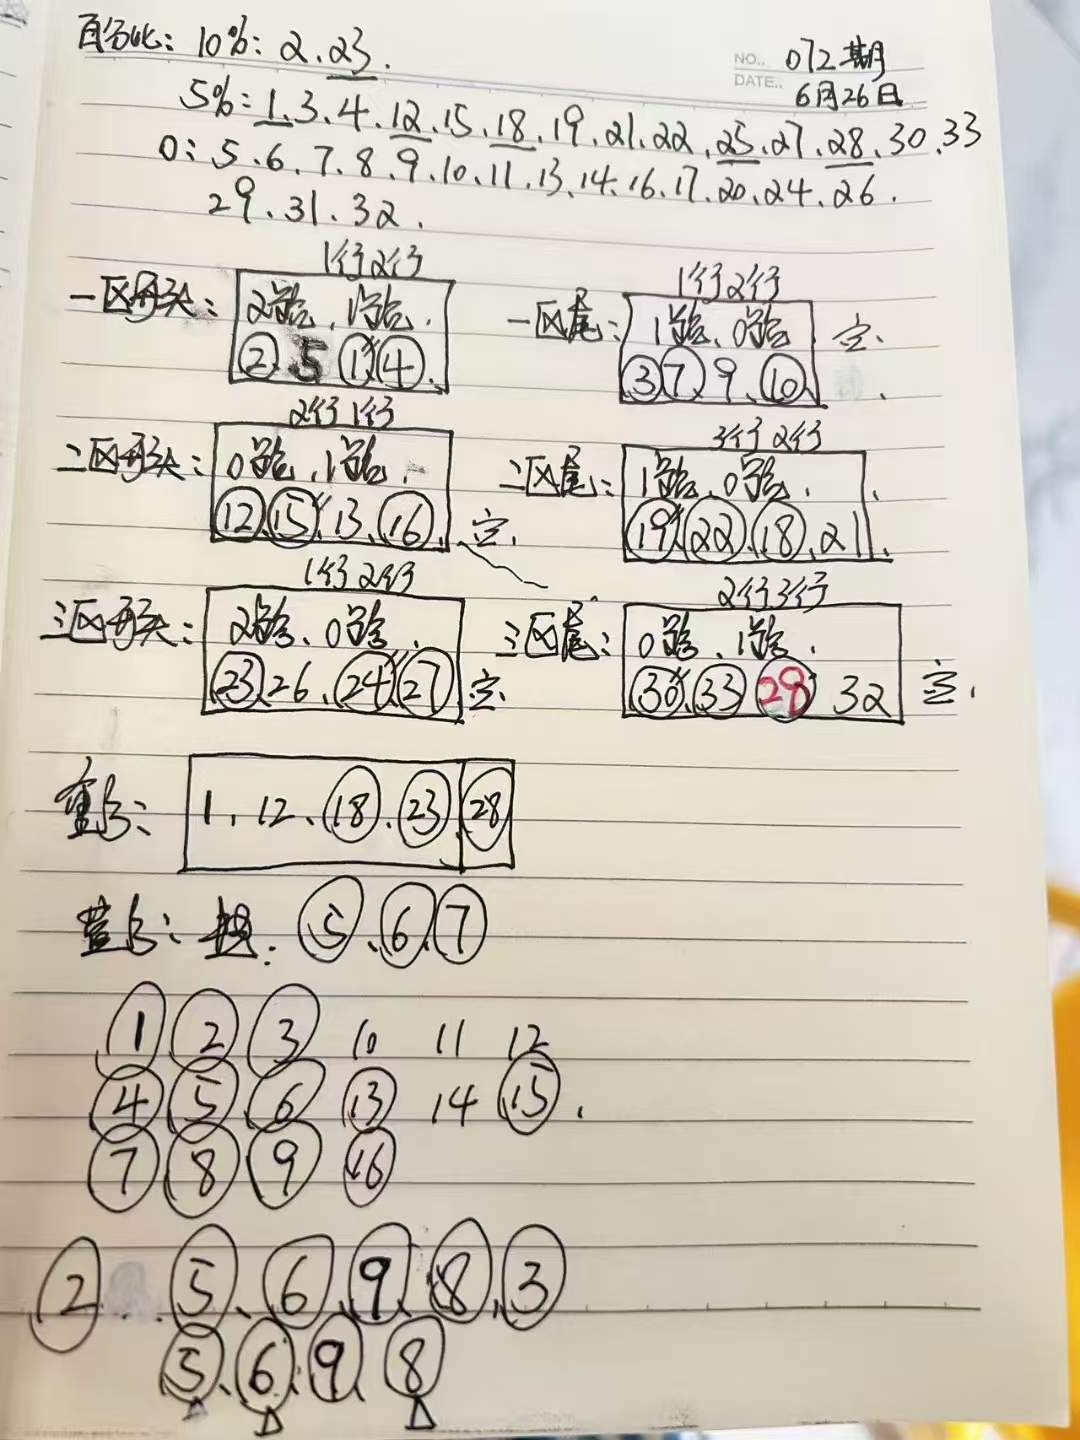 百分比：10%：2、23.
NO.. 072期
DATE.. 6月26日
5%：1、3、4、12、15、18、19、21、22、25、27、28、30、33
0：5、6、7、8、9、10、11、13、14、16、17、20、24、26.
29、31、32.
1行2行 1行2行
一区头： 2路、1路. 一区尾： 1路、0路 空.
2 5 1 4 3 7 9 10
2行1行 3行2行
二区头： 0路、1路. 二区尾： 1路、0路.
12 15 13、16 空. 19 22 18、21
1行2行 2行3行
三区头： 2路、0路. 三区尾： 0路、1路.
23、26、24 27 空 30 33 28 32 空.
重号： 1、12、18、23 28
蓝号： 5、6、7
1 2 3 10 11 12
4 5 6 13 14 15.
7 8 9 16
2 5、6、9、8、3
5、6、9、8